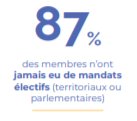 87%
des membres n'ont
jamais eu de mandats
électifs (territoriaux ou
parlementaires)